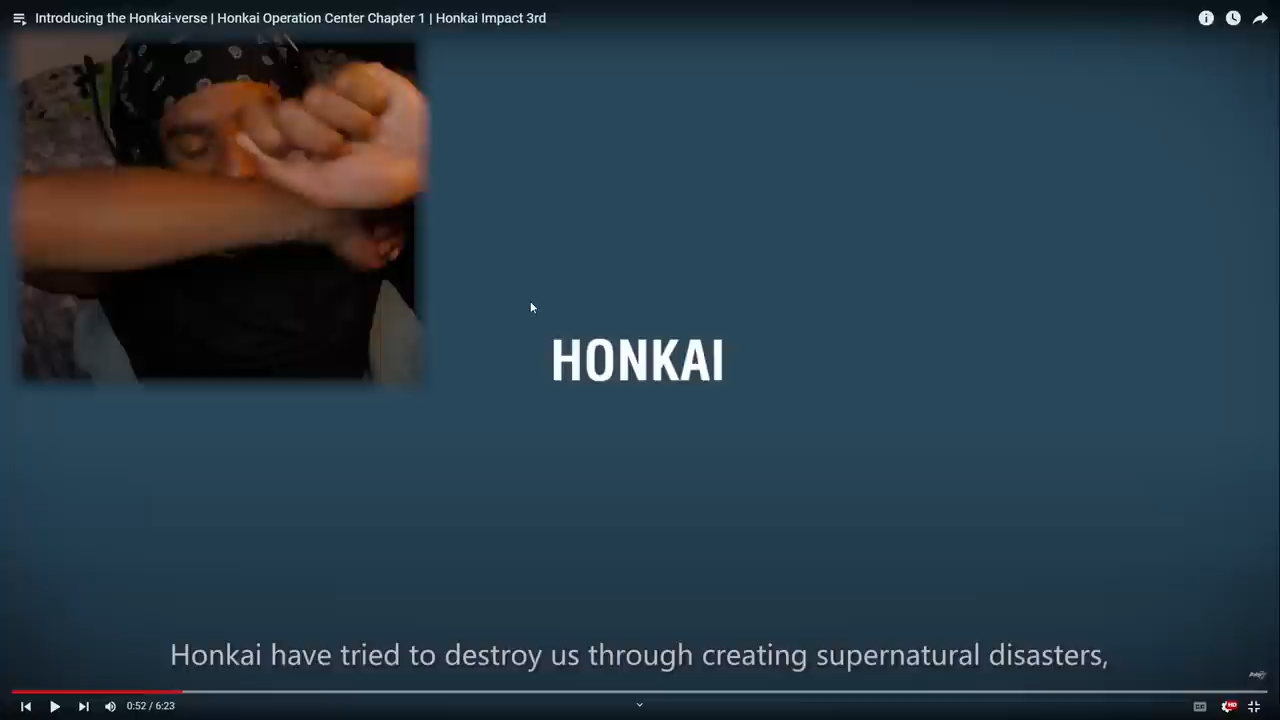 Introducing the Honkai-verse | Honkai Operation Center Chapter 1 | Honkai Impact 3rd
HONKAI
Honkai have tried to destroy us through creating supernatural disasters,
0:52 / 6:23
HD